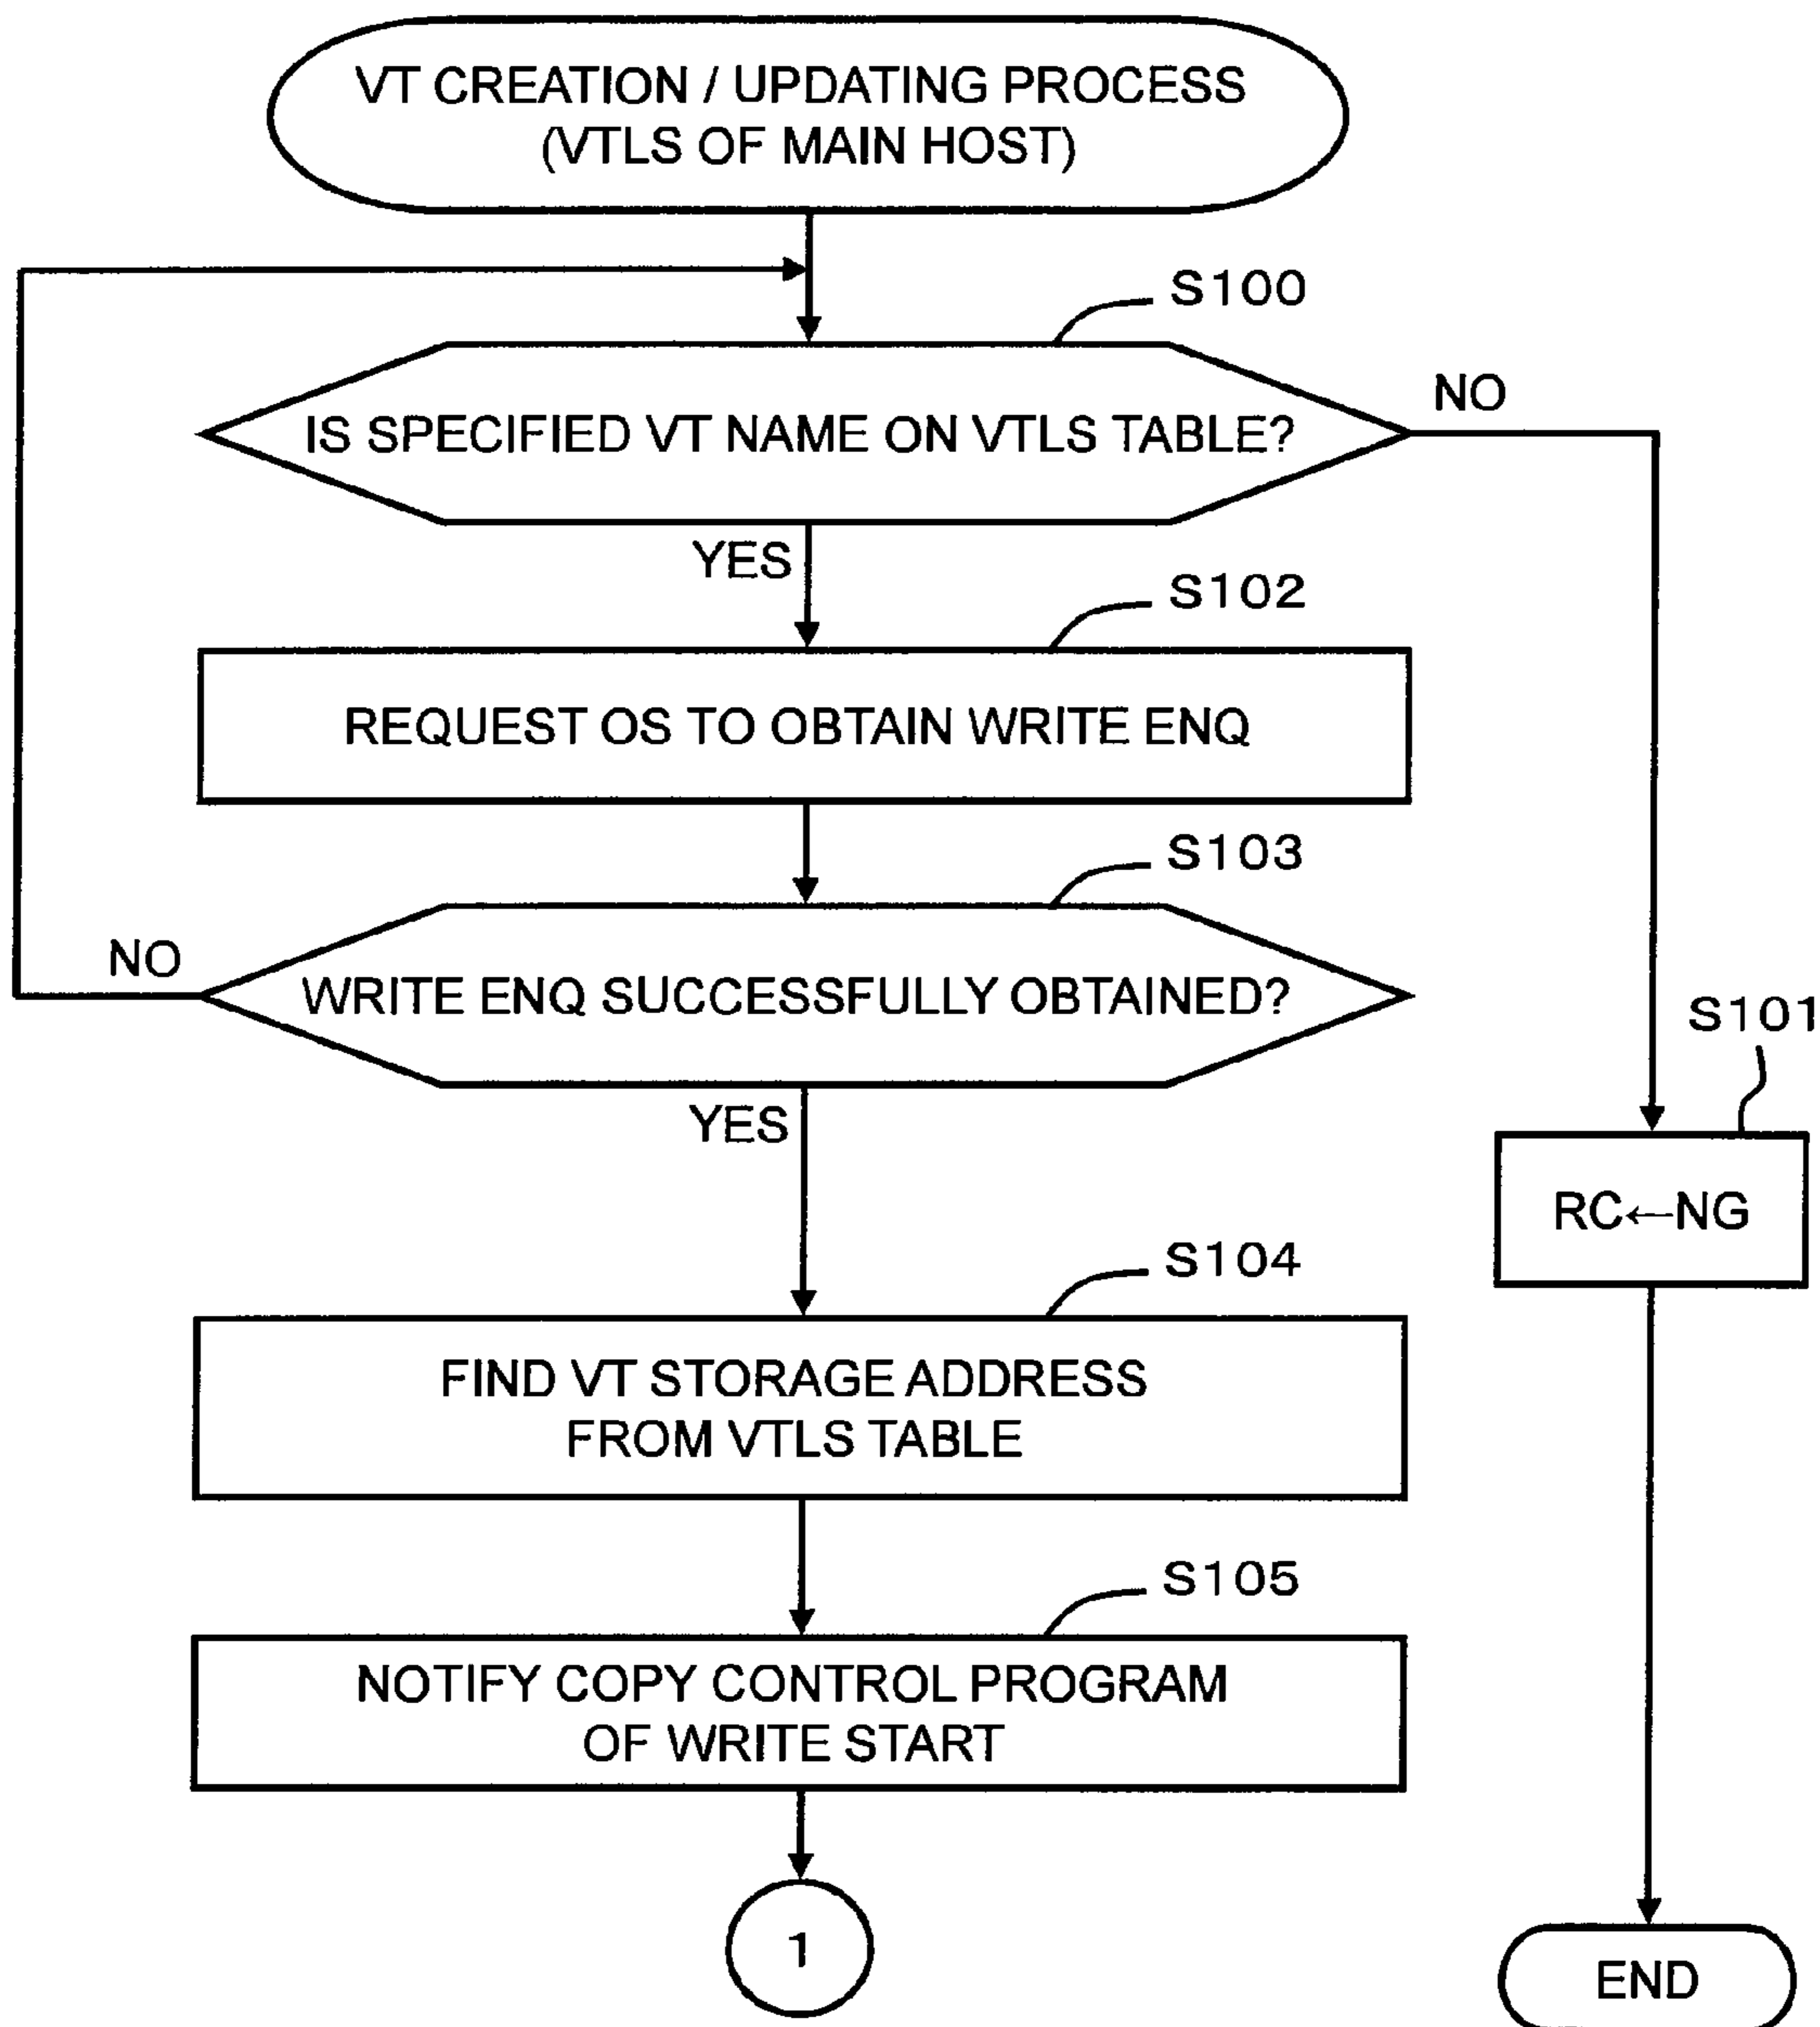 VT CREATION / UPDATING PROCESS
(VTLS OF MAIN HOST)
S100
IS SPECIFIED VT NAME ON VTLS TABLE?
NO
YES
S102
REQUEST OS TO OBTAIN WRITE ENQ
S103
NO
WRITE ENQ SUCCESSFULLY OBTAINED?
YES
S101
RC←NG
S104
FIND VT STORAGE ADDRESS
FROM VTLS TABLE
S105
NOTIFY COPY CONTROL PROGRAM
OF WRITE START
1
END